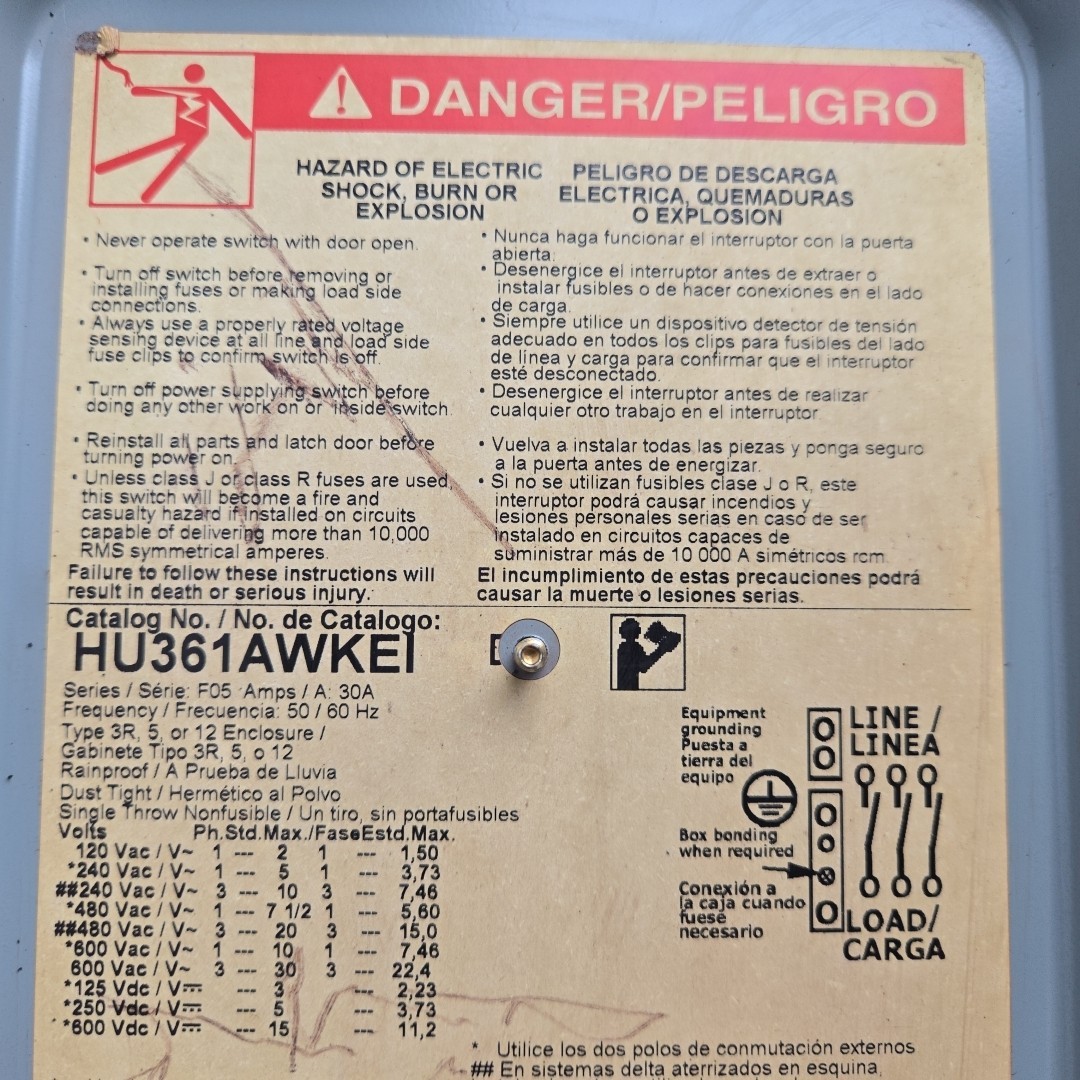 DANGER/PELIGRO
HAZARD OF ELECTRIC
SHOCK, BURN OR
EXPLOSION
• Never operate switch with door open.
• Turn off switch before removing or
installing fuses or making load side
connections.
• Always use a properly rated voltage
sensing device at all line and load side
fuse clips to confirm switch is off.
• Turn off power supplying switch before
doing any other work on or inside switch.
• Reinstall all parts and latch door before
turning power on.
• Unless class J or class R fuses are used,
this switch will become a fire and
casualty hazard if installed on circuits
capable of delivering more than 10,000
RMS symmetrical amperes.
Failure to follow these instructions will
result in death or serious injury.
PELIGRO DE DESCARGA
ELECTRICA, QUEMADURAS
O EXPLOSION
• Nunca haga funcionar el interruptor con la puerta
abierta.
• Desenergice el interruptor antes de extraer o
instalar fusibles o de hacer conexiones en el lado
de carga.
• Siempre utilice un dispositivo detector de tensión
adecuado en todos los clips para fusibles del lado
de línea y carga para confirmar que el interruptor
esté desconectado.
• Desenergice el interruptor antes de realizar
cualquier otro trabajo en el interruptor
• Vuelva a instalar todas las piezas y ponga seguro
a la puerta antes de energizar.
• Si no se utilizan fusibles clase J o R, este
interruptor podrá causar incendios y
lesiones personales serias en caso de ser
instalado en circuitos capaces de
suministrar más de 10 000 A simétricos rcm.
El incumplimiento de estas precauciones podrá
causar la muerte o lesiones serias.
Catalog No. / No. de Catalogo:
HU361AWKEI
Series / Série: F05 Amps / A: 30A
Frequency / Frecuencia: 50 / 60 Hz
Type 3R, 5, or 12 Enclosure /
Gabinete Tipo 3R, 5, o 12
Rainproof / A Prueba de Lluvia
Dust Tight / Hermético al Polvo
Single Throw Nonfusible / Un tiro, sin portafusibles
Volts Ph.Std.Max./FaseEstd.Max.
120 Vac / V~ 1 --- 2 1 --- 1,50
*240 Vac / V~ 1 --- 5 1 --- 3,73
##240 Vac / V~ 3 --- 10 3 --- 7,46
*480 Vac / V~ 1 --- 7 1/2 1 --- 5,60
##480 Vac / V~ 3 --- 20 3 --- 15,0
*600 Vac / V~ 1 --- 10 1 --- 7,46
600 Vac / V~ 3 --- 30 3 --- 22,4
*125 Vdc / V⎓ --- 3 --- 2,23
*250 Vdc / V⎓ --- 5 --- 3,73
*600 Vdc / V⎓ --- 15 --- 11,2
Equipment
grounding
Puesta a
tierra del
equipo
Box bonding
when required
Conexión a
la caja cuando
fuese
necesario
LINE /
LINEA
LOAD/
CARGA
* Utilice los dos polos de conmutación externos
## En sistemas delta aterrizados en esquina,